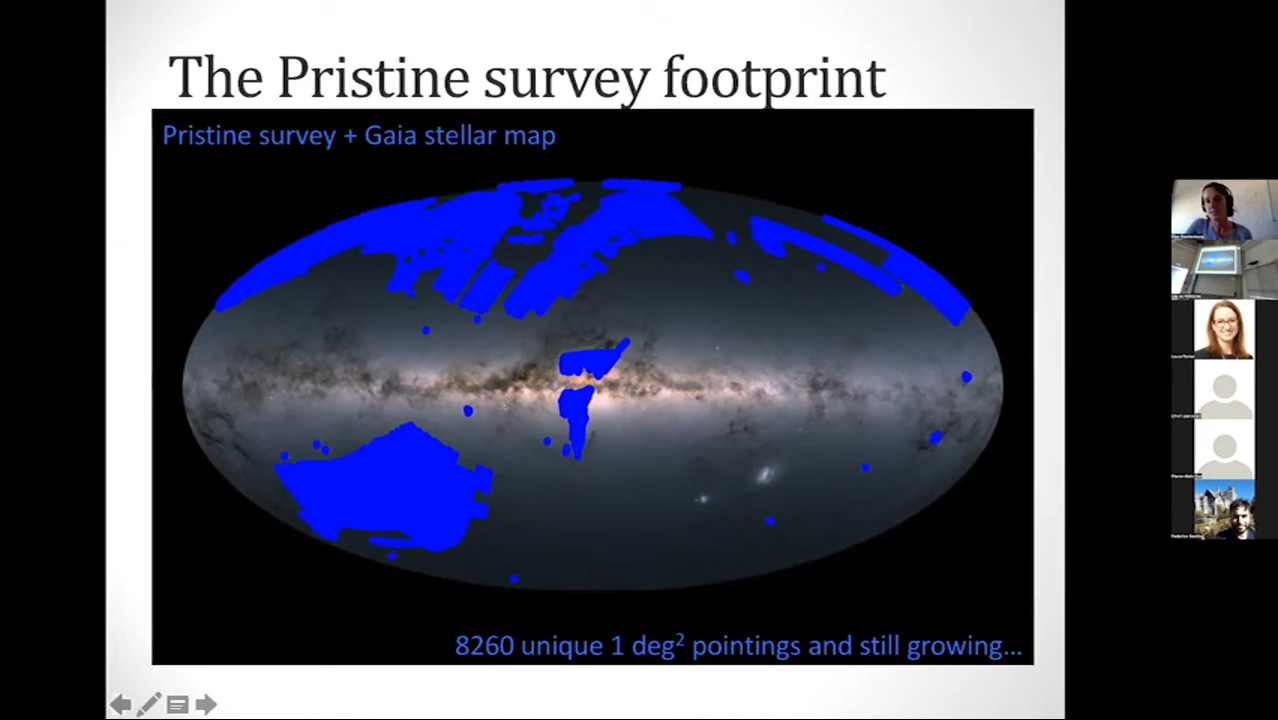 The Pristine survey footprint
Pristine survey + Gaia stellar map
8260 unique 1 deg² pointings and still growing...